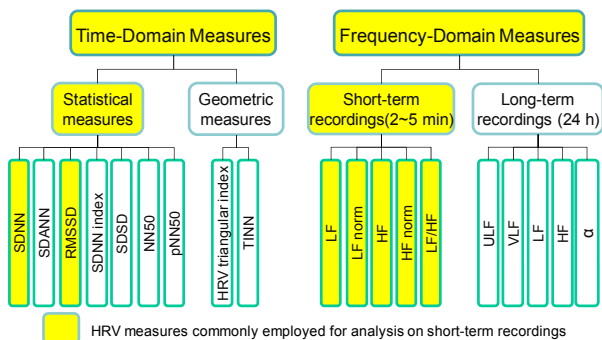 Time-Domain Measures
Frequency-Domain Measures
Statistical
measures
Geometric
measures
Short-term
recordings(2~5 min)
Long-term
recordings (24 h)
SDNN
SDANN
RMSSD
SDNN index
SDSD
NN50
pNN50
HRV triangular index
TINN
LF
LF norm
HF
HF norm
LF/HF
ULF
VLF
LF
HF
α
HRV measures commonly employed for analysis on short-term recordings